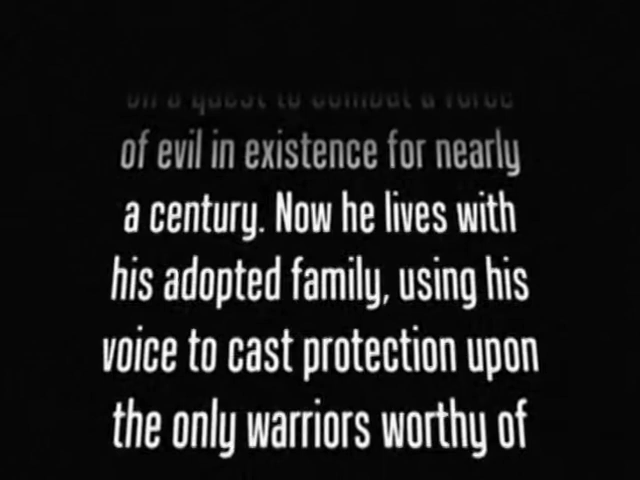 on a quest to combat a force
of evil in existence for nearly
a century. Now he lives with
his adopted family, using his
voice to cast protection upon
the only warriors worthy of